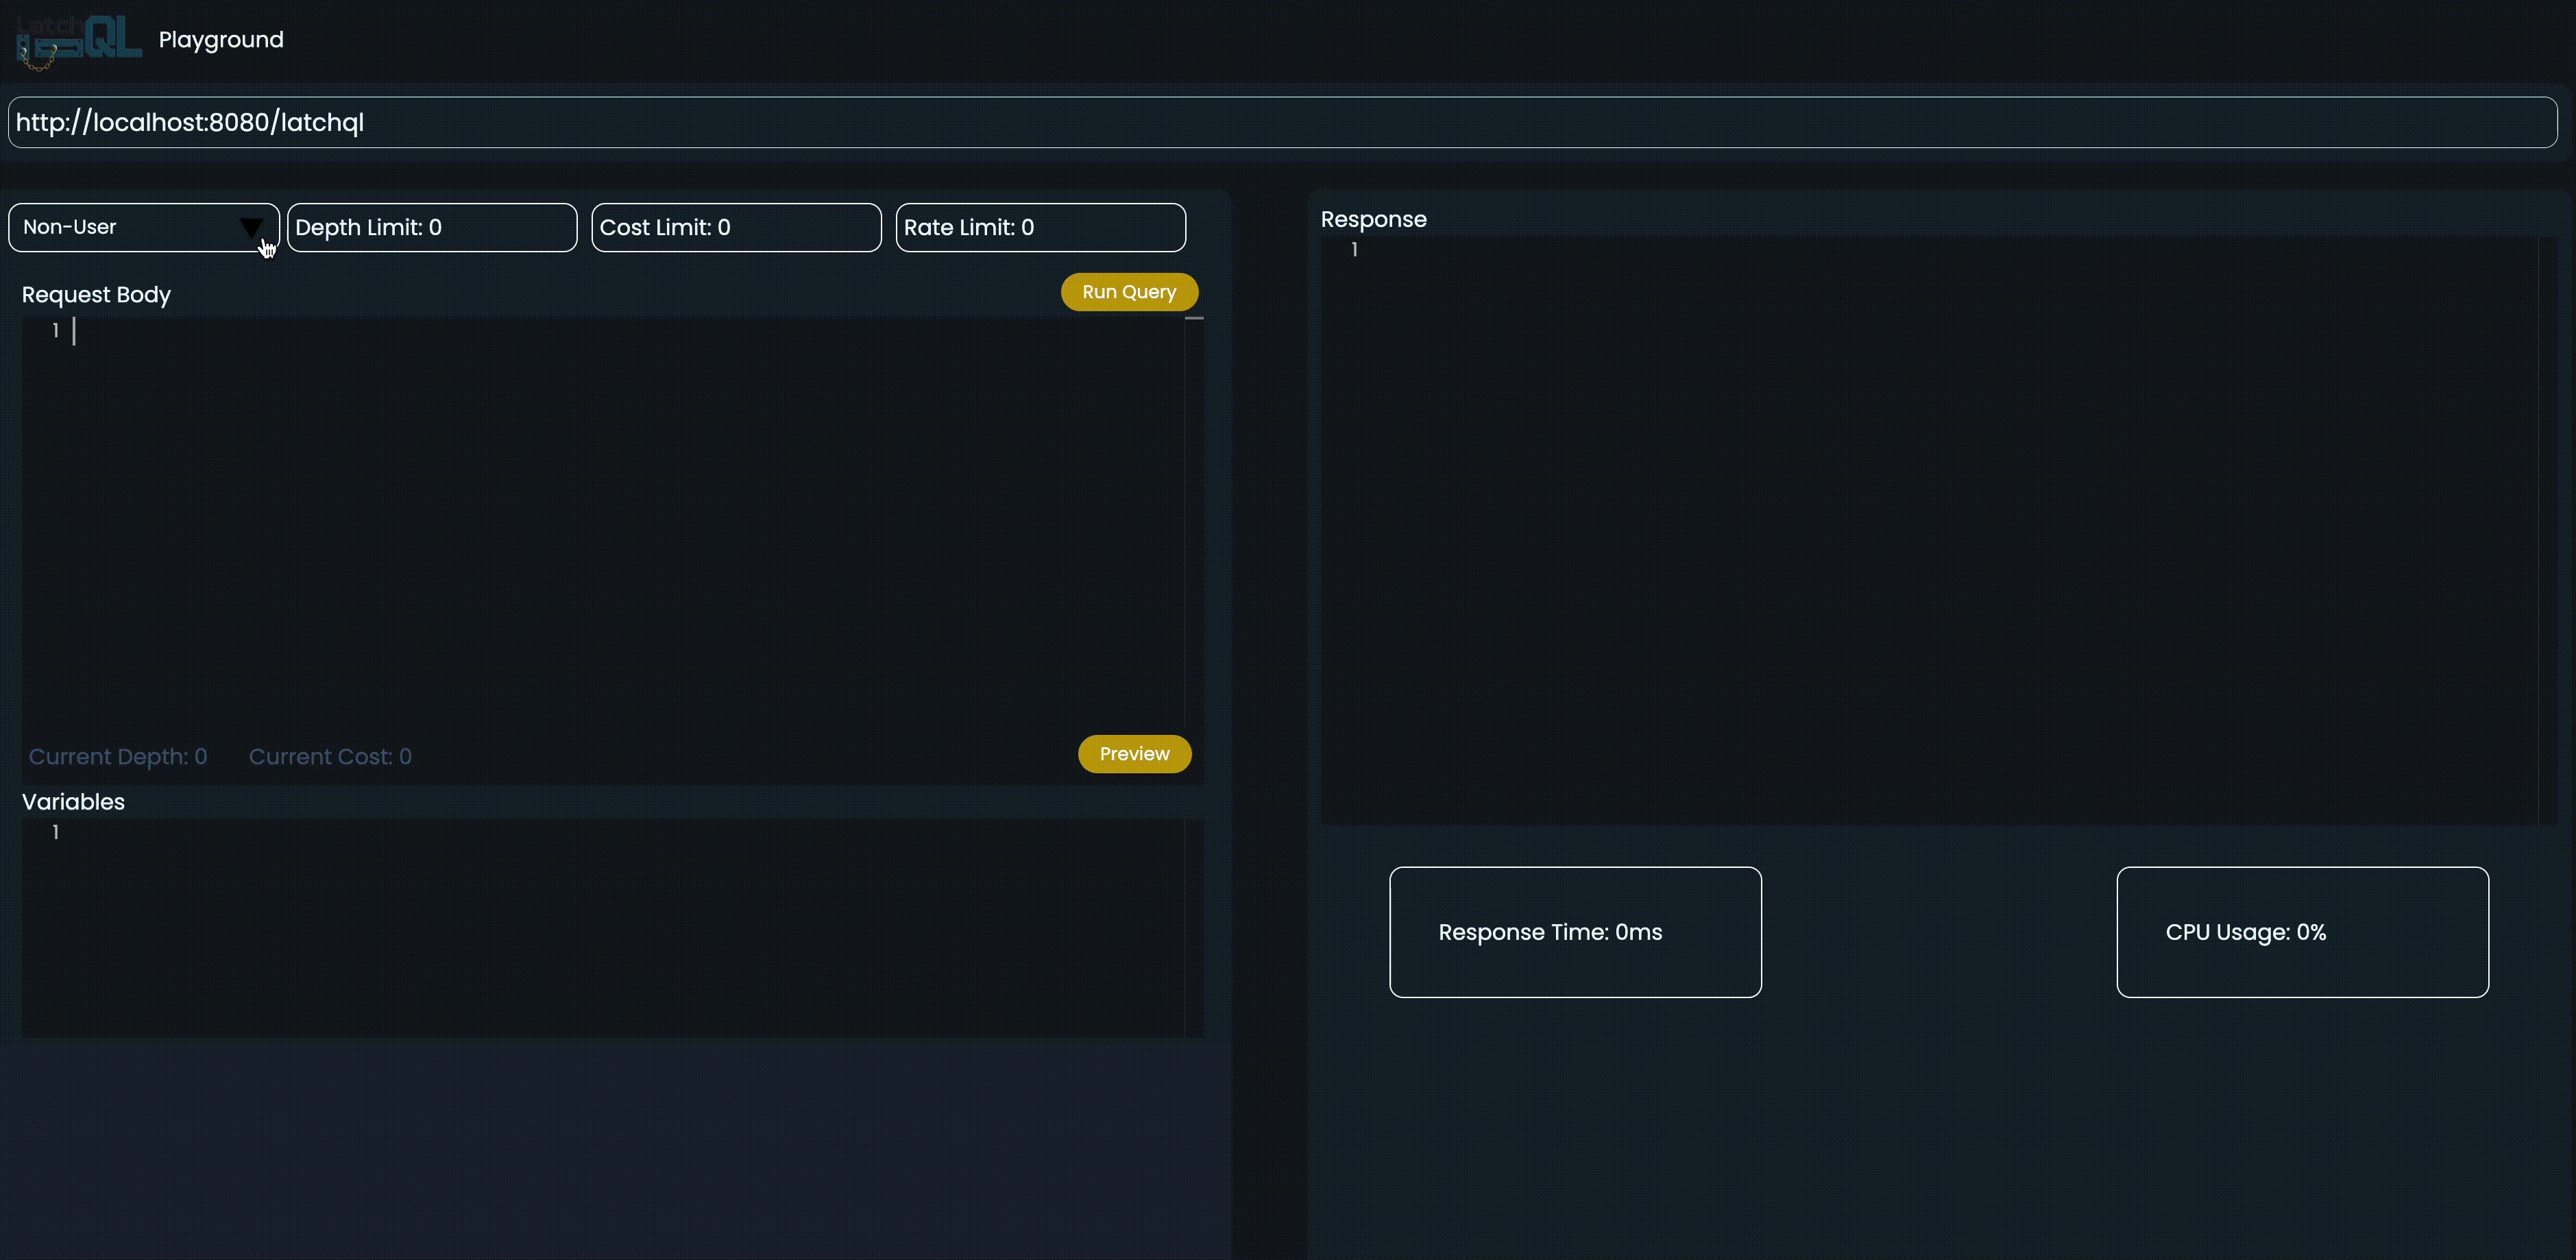 LatchQL
Playground
http://localhost:8080/latchql
Non-User
Depth Limit: 0
Cost Limit: 0
Rate Limit: 0
Request Body
Run Query
1
Current Depth: 0
Current Cost: 0
Preview
Variables
1
Response
1
Response Time: 0ms
CPU Usage: 0%